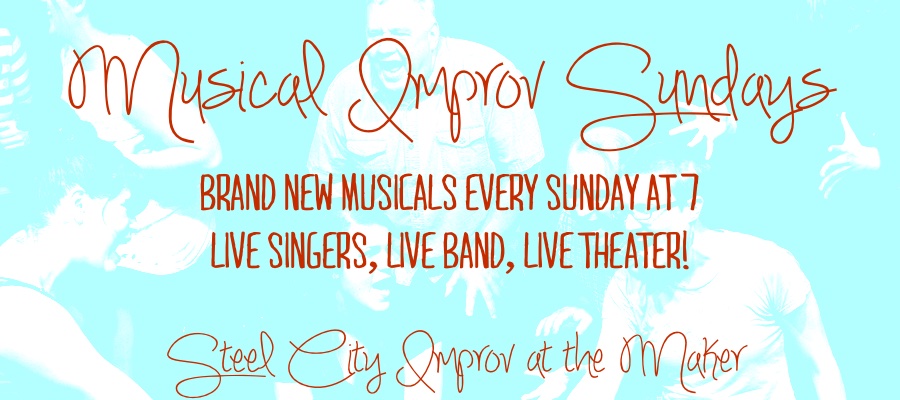 Musical Improv Sundays
BRAND NEW MUSICALS EVERY SUNDAY AT 7
LIVE SINGERS, LIVE BAND, LIVE THEATER!
Steel City Improv at the Maker